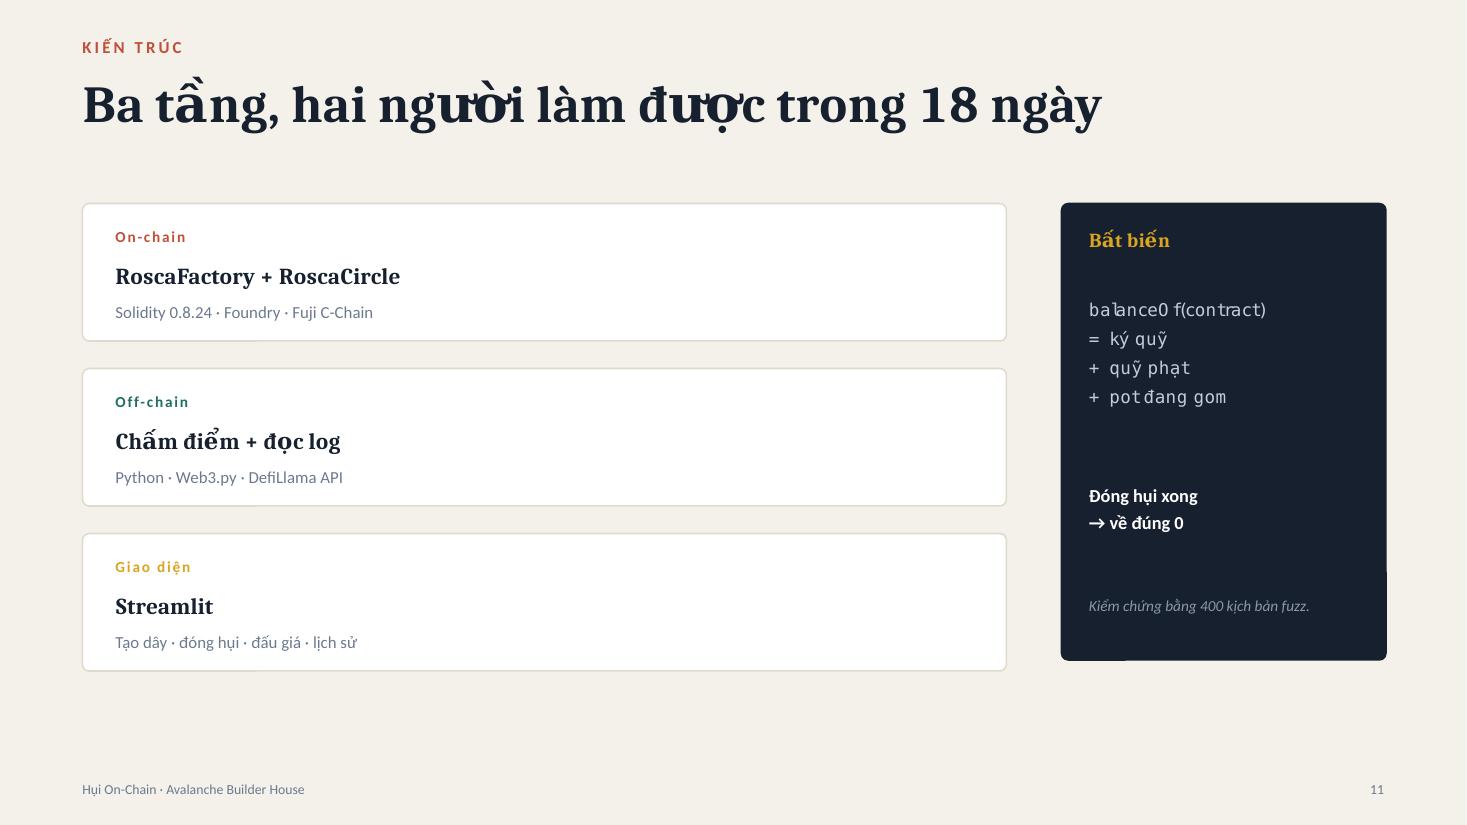 KIẾN TRÚC
Ba tầng, hai người làm được trong 18 ngày
On-chain
RoscaFactory + RoscaCircle
Solidity 0.8.24 · Foundry · Fuji C-Chain
Off-chain
Chấm điểm + đọc log
Python · Web3.py · DefiLlama API
Giao diện
Streamlit
Tạo dây · đóng hụi · đấu giá · lịch sử
Bất biến
balanceOf(contract)
= ký quỹ
+ quỹ phạt
+ pot đang gom
Đóng hụi xong
→ về đúng 0
Kiểm chứng bằng 400 kịch bản fuzz.
Hụi On-Chain · Avalanche Builder House
11